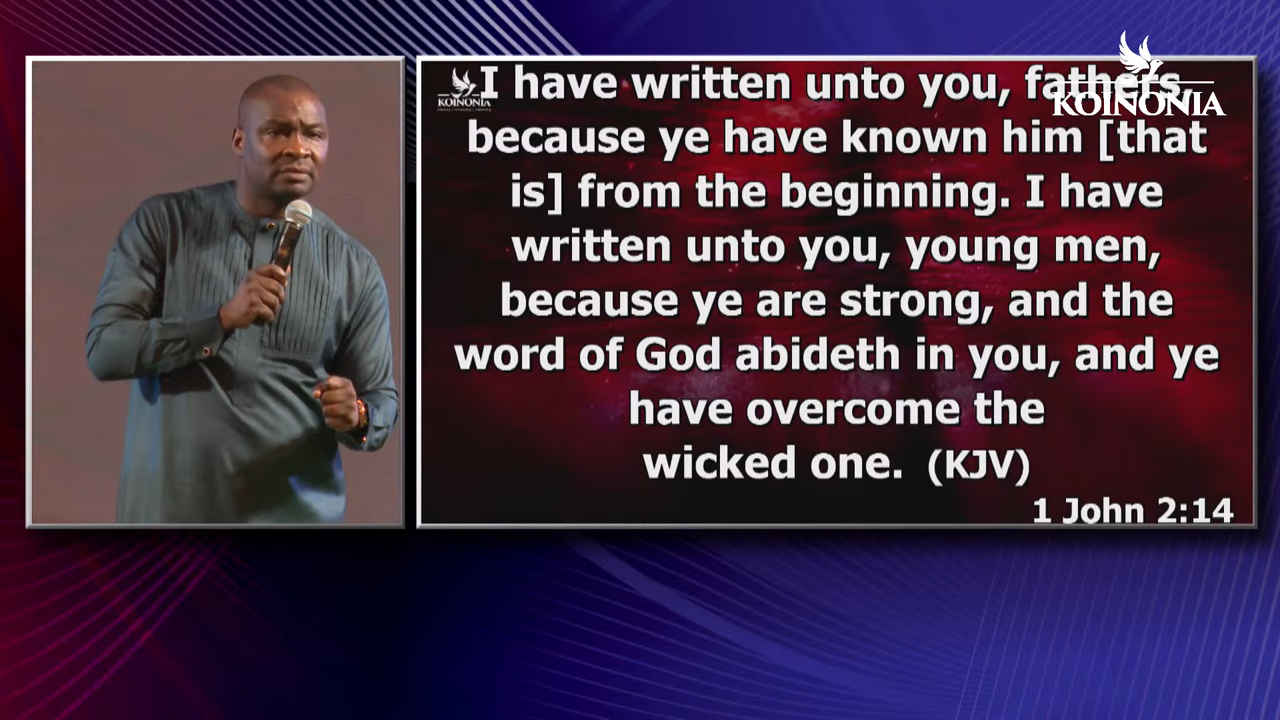 KOINONIA
KOINONIA
I have written unto you, fathers,
because ye have known him [that
is] from the beginning. I have
written unto you, young men,
because ye are strong, and the
word of God abideth in you, and ye
have overcome the
wicked one. (KJV)
1 John 2:14